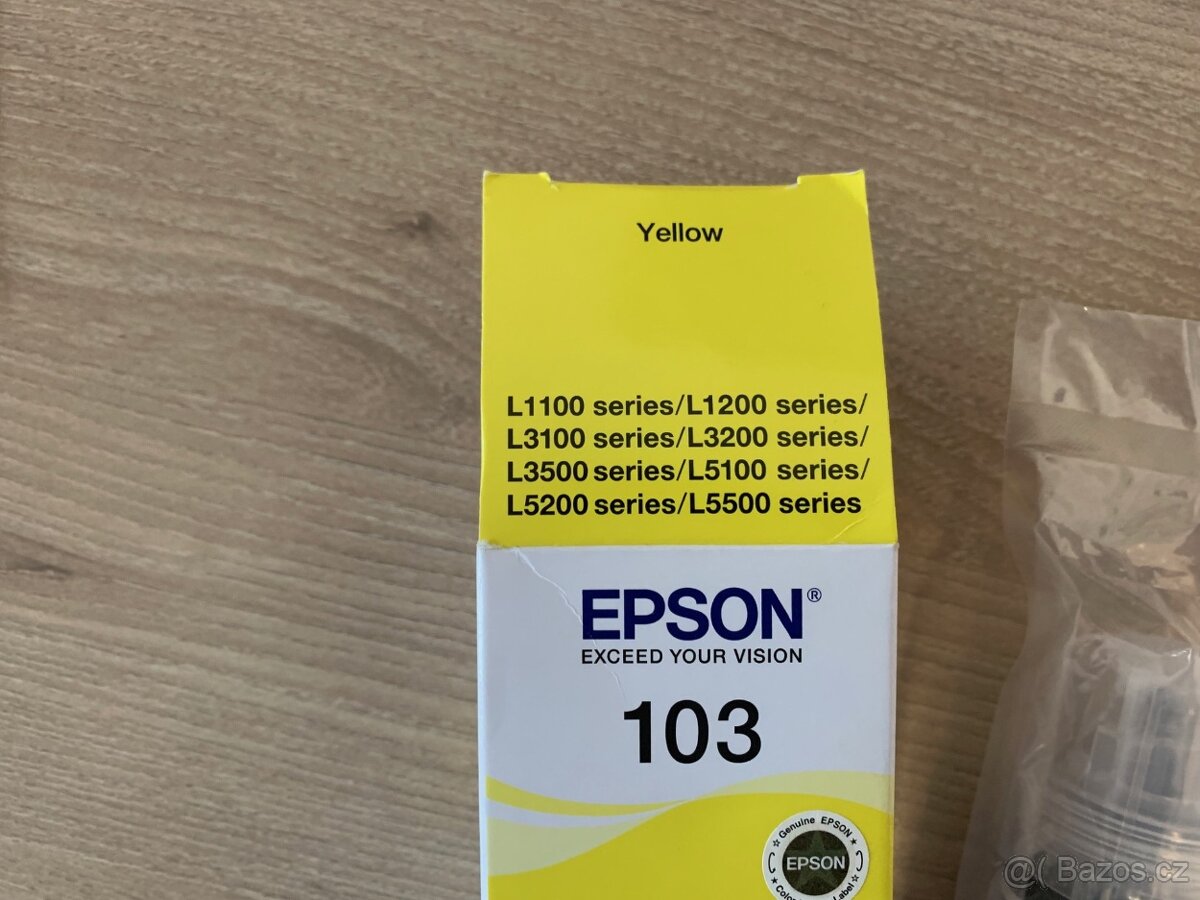 Yellow
L1100 series/L1200 series/
L3100 series/L3200 series/
L3500 series/L5100 series/
L5200 series/L5500 series
EPSON®
EXCEED YOUR VISION
103
Genuine EPSON
EPSON
Label
@( Bazos.cz